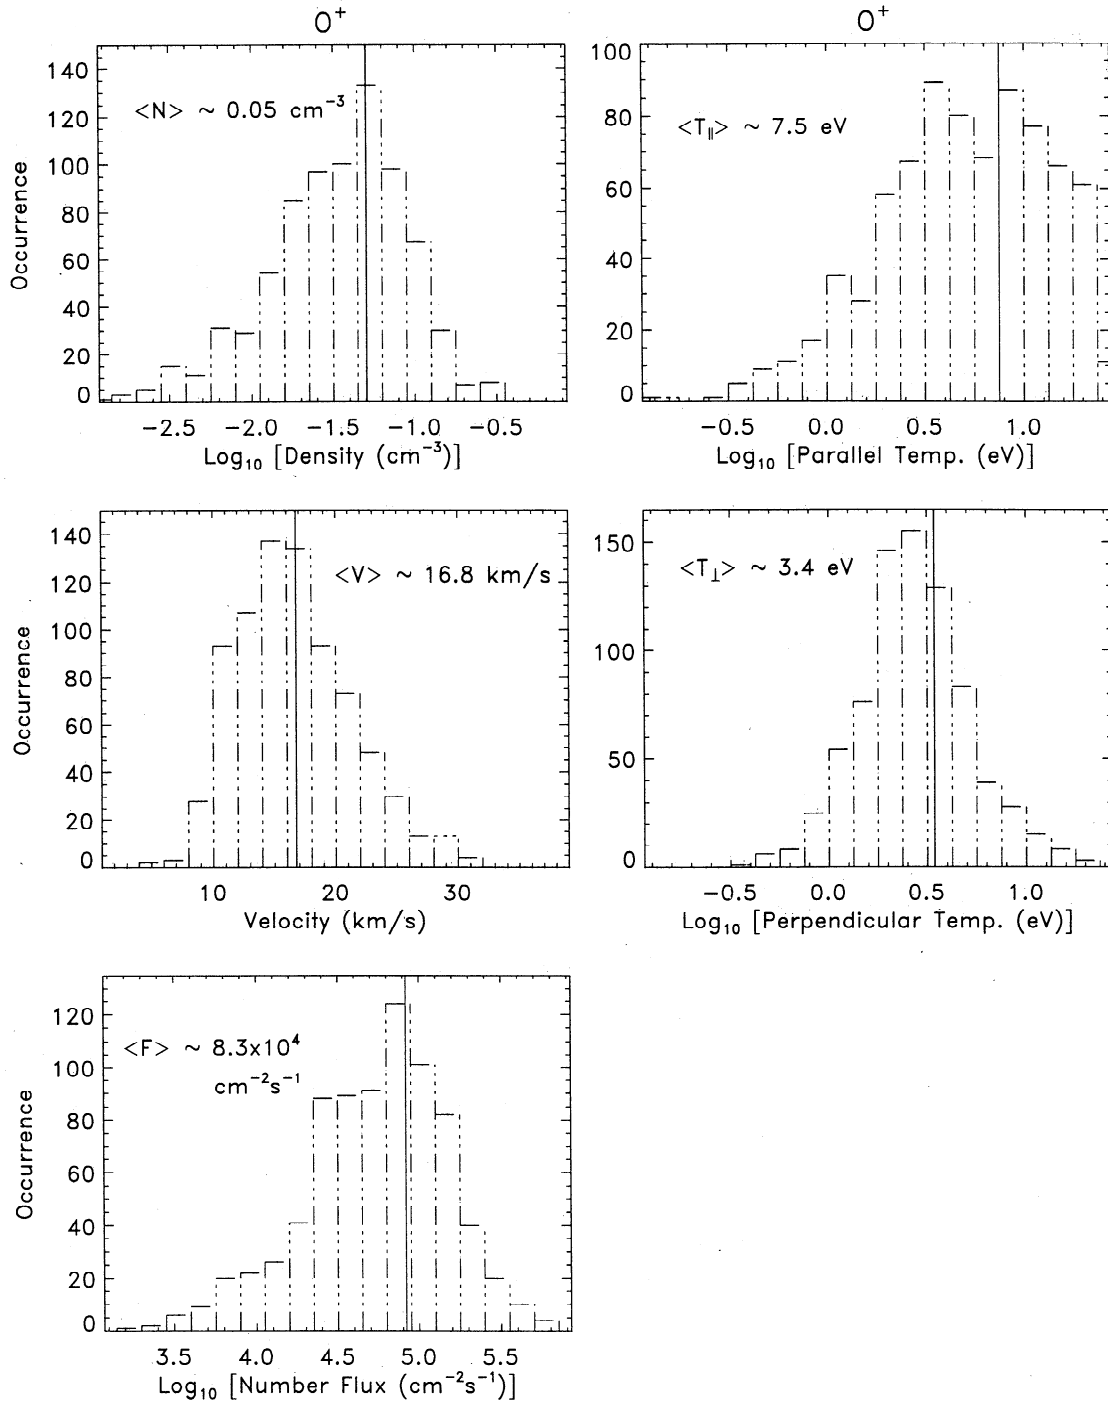 O⁺
140
120
100
80
60
40
20
0
Occurrence
<N> ~ 0.05 cm⁻³
−2.5 −2.0 −1.5 −1.0 −0.5
Log₁₀ [Density (cm⁻³)]
O⁺
100
80
60
40
20
0
<T∥> ~ 7.5 eV
−0.5 0.0 0.5 1.0
Log₁₀ [Parallel Temp. (eV)]
140
120
100
80
60
40
20
0
Occurrence
<V> ~ 16.8 km/s
10 20 30
Velocity (km/s)
150
100
50
0
<T⊥> ~ 3.4 eV
−0.5 0.0 0.5 1.0
Log₁₀ [Perpendicular Temp. (eV)]
120
100
80
60
40
20
0
Occurrence
<F> ~ 8.3x10⁴
cm⁻²s⁻¹
3.5 4.0 4.5 5.0 5.5
Log₁₀ [Number Flux (cm⁻²s⁻¹)]